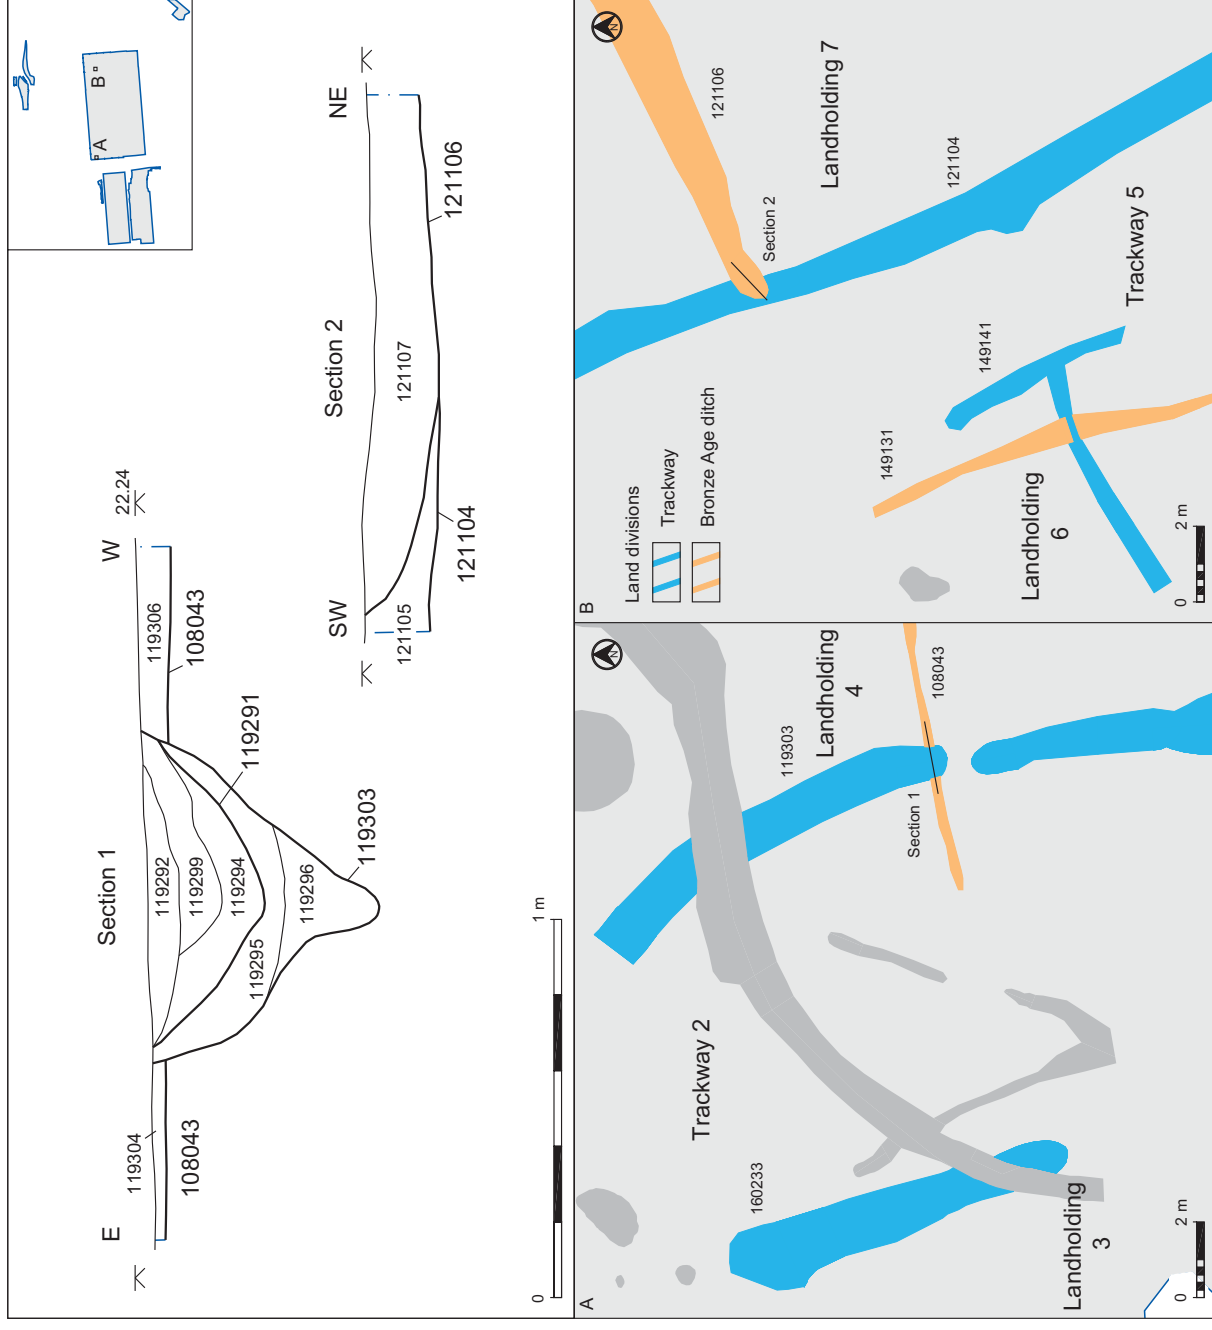 Section 1
E
W
22.24
119304
108043
119292
119299
119294
119295
119296
119291
119303
119306
108043
0
1 m
Section 2
SW
NE
121105
121107
121104
121106
A
B
A
N
Trackway 2
160233
Landholding
3
119303
Landholding
4
Section 1
108043
0
2 m
B
N
Land divisions
Trackway
Bronze Age ditch
149131
149141
Landholding
6
Trackway 5
Section 2
121106
Landholding 7
121104
0
2 m